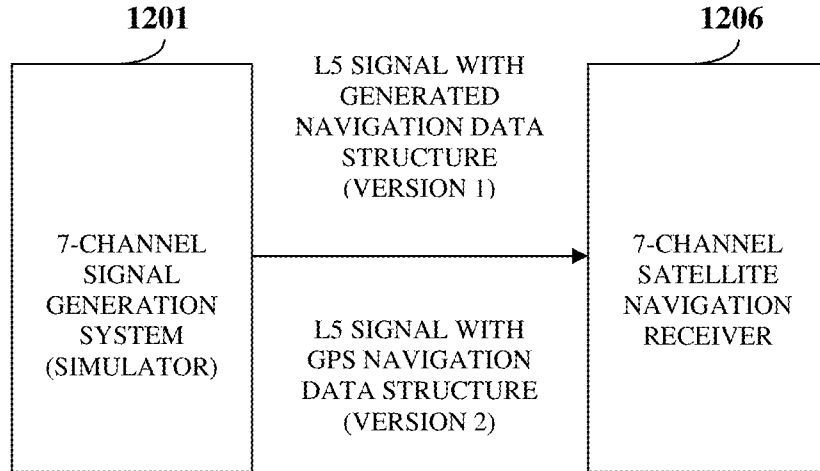 1201
1206
L5 SIGNAL WITH
GENERATED
NAVIGATION DATA
STRUCTURE
(VERSION 1)
7-CHANNEL
SIGNAL
GENERATION
SYSTEM
(SIMULATOR)
7-CHANNEL
SATELLITE
NAVIGATION
RECEIVER
L5 SIGNAL WITH
GPS NAVIGATION
DATA STRUCTURE
(VERSION 2)